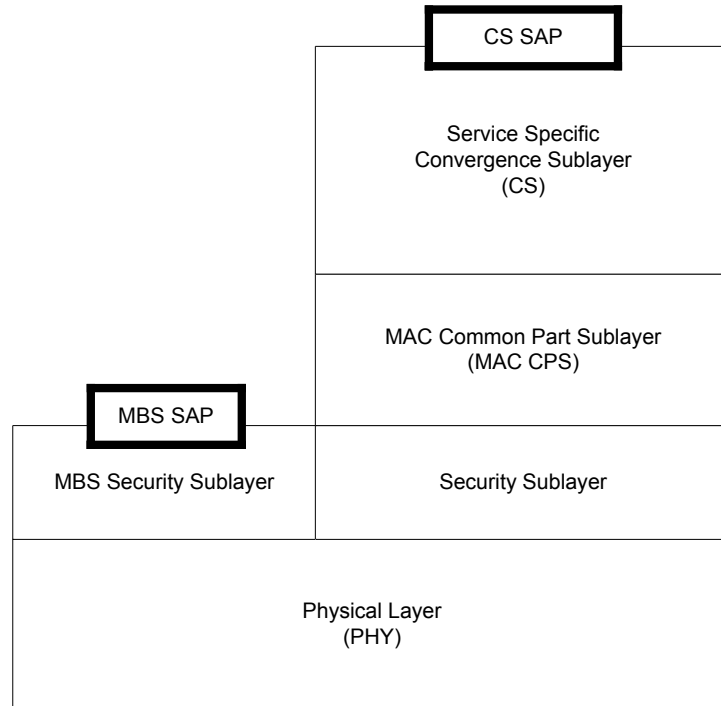 CS SAP
Service Specific
Convergence Sublayer
(CS)
MAC Common Part Sublayer
(MAC CPS)
MBS SAP
MBS Security Sublayer
Security Sublayer
Physical Layer
(PHY)